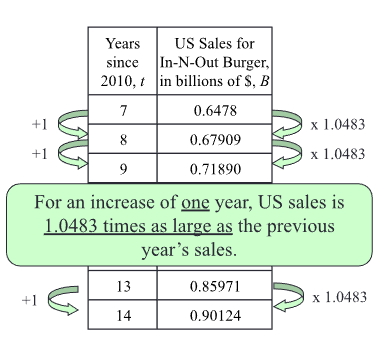 Years since 2010, t
US Sales for In-N-Out Burger, in billions of $, B
7 0.6478
+1 x 1.0483
8 0.67909
+1 x 1.0483
9 0.71890
For an increase of one year, US sales is
1.0483 times as large as the previous
year's sales.
13 0.85971
+1 x 1.0483
14 0.90124